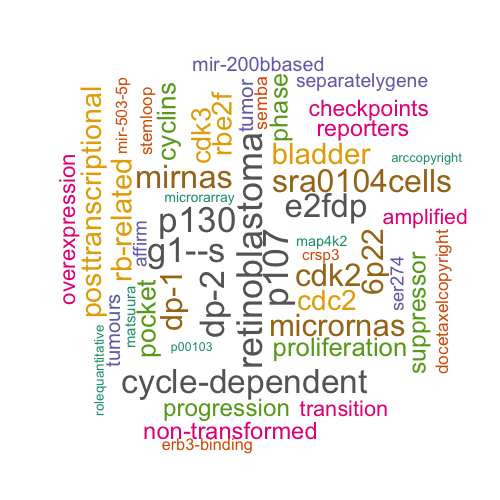 mir-200bbased
separatelygene
checkpoints
reporters
bladder
arccopyright
sra0104cells
e2fdp
amplified
map4k2
crsp3
cdk2
cdc2
6p22
ser274
micrornas
proliferation
suppressor
docetaxelcopyright
phase
semba
tumor
rbe2f
cdk3
cyclins
stemloop
mir-503-5p
posttranscriptional
overexpression
rb-related
mirnas
microrarray
p130
g1--s
affirm
matsuura
pocket
dp-1
dp-2
retinoblastoma
p107
tumours
rolequantitative
p00103
cycle-dependent
progression
transition
non-transformed
erb3-binding